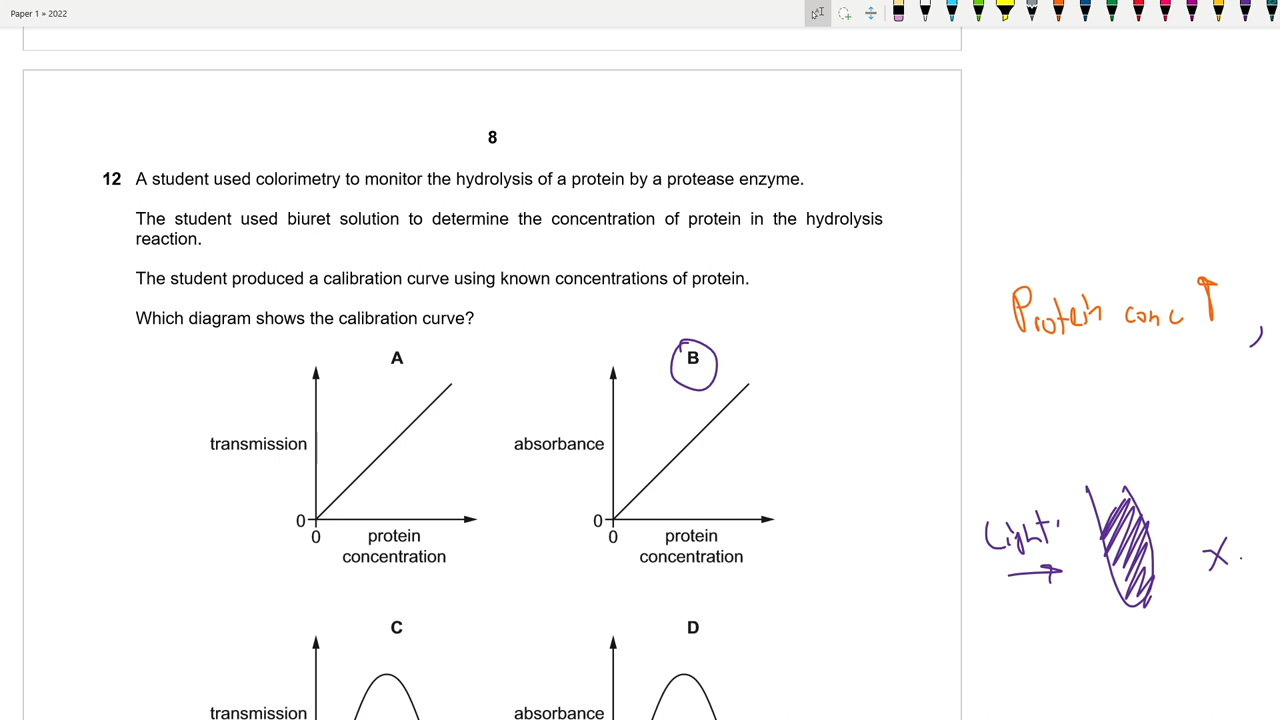 Paper 1 » 2022
8
12 A student used colorimetry to monitor the hydrolysis of a protein by a protease enzyme.
The student used biuret solution to determine the concentration of protein in the hydrolysis
reaction.
The student produced a calibration curve using known concentrations of protein.
Which diagram shows the calibration curve?
Protein conc ↑ ,
A
transmission
0
0
protein
concentration
B
absorbance
0
0
protein
concentration
Light.
→
X .
C
transmission
D
absorbance